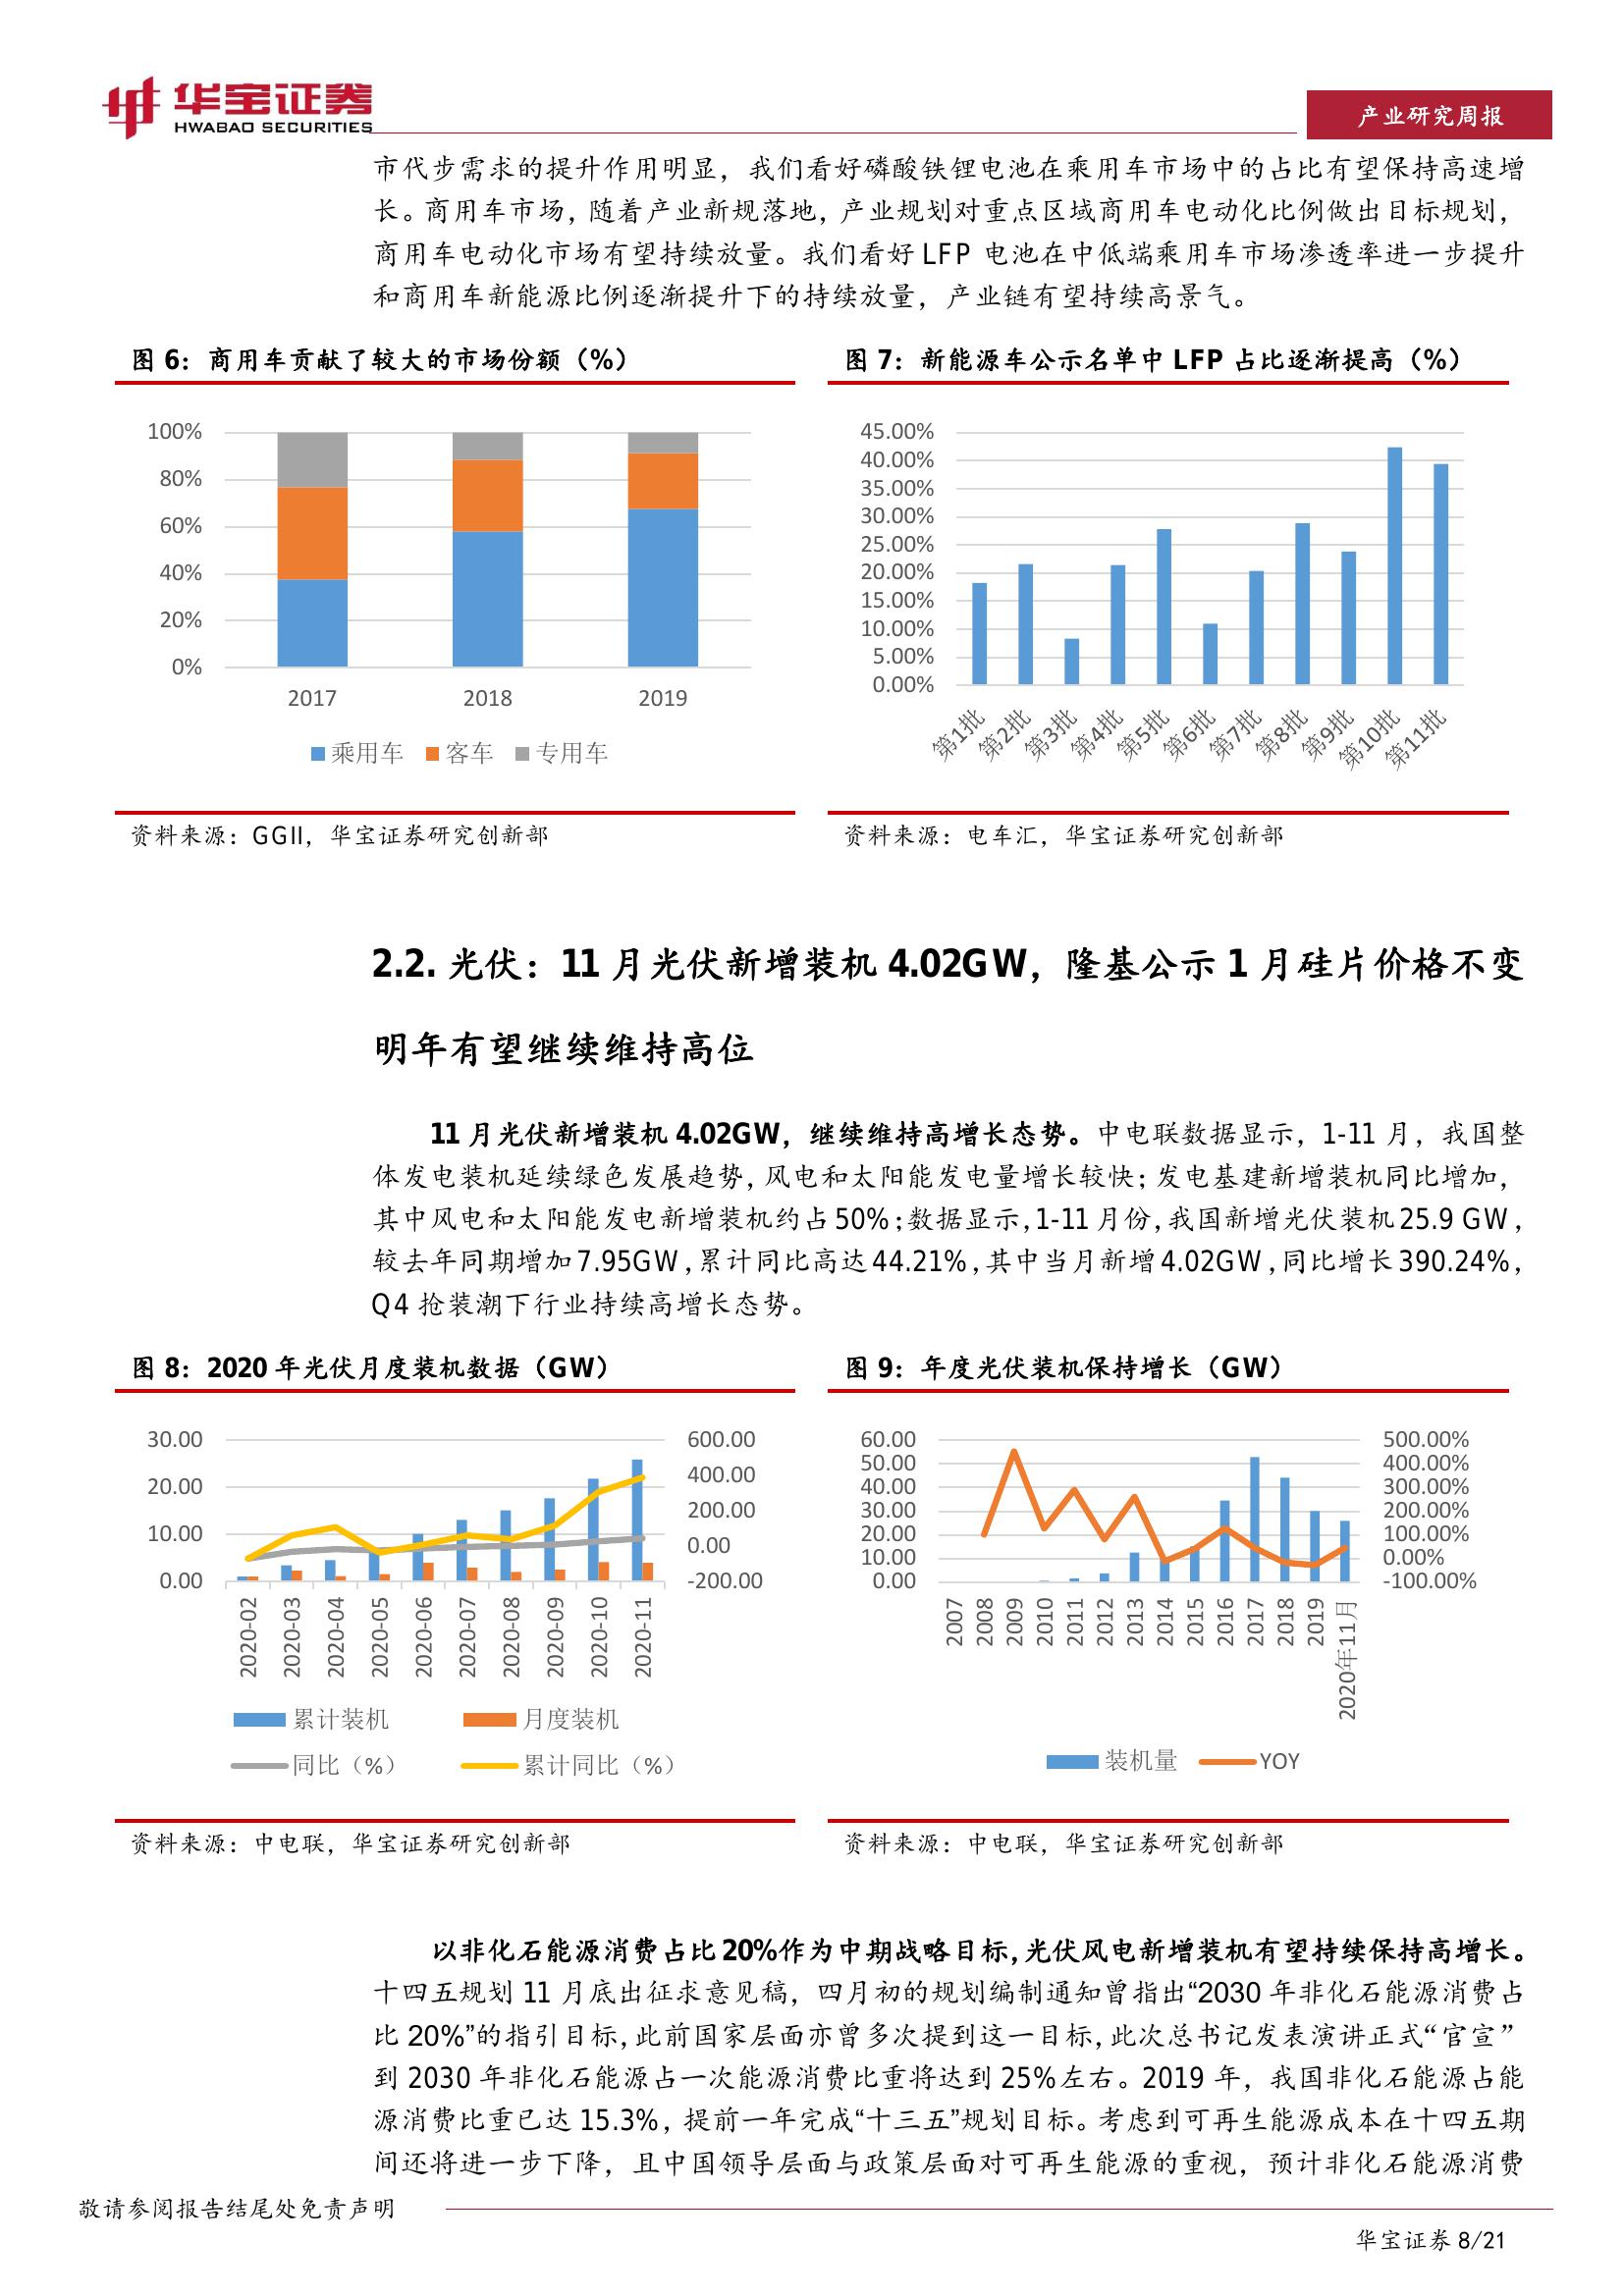 华宝证券
HWABAO SECURITIES
产业研究周报
市代步需求的提升作用明显，我们看好磷酸铁锂电池在乘用车市场中的占比有望保持高速增
长。商用车市场，随着产业新规落地，产业规划对重点区域商用车电动化比例做出目标规划，
商用车电动化市场有望持续放量。我们看好 LFP 电池在中低端乘用车市场渗透率进一步提升
和商用车新能源比例逐渐提升下的持续放量，产业链有望持续高景气。
图 6：商用车贡献了较大的市场份额（%）
100%
80%
60%
40%
20%
0%
2017 2018 2019
乘用车 客车 专用车
资料来源：GGII，华宝证券研究创新部
图 7：新能源车公示名单中 LFP 占比逐渐提高（%）
45.00%
40.00%
35.00%
30.00%
25.00%
20.00%
15.00%
10.00%
5.00%
0.00%
第1批 第2批 第3批 第4批 第5批 第6批 第7批 第8批 第9批 第10批 第11批
资料来源：电车汇，华宝证券研究创新部
2.2. 光伏：11 月光伏新增装机 4.02GW，隆基公示 1 月硅片价格不变
明年有望继续维持高位
11 月光伏新增装机 4.02GW，继续维持高增长态势。中电联数据显示，1-11 月，我国整
体发电装机延续绿色发展趋势，风电和太阳能发电量增长较快；发电基建新增装机同比增加，
其中风电和太阳能发电新增装机约占 50%；数据显示，1-11 月份，我国新增光伏装机 25.9 GW，
较去年同期增加 7.95GW，累计同比高达 44.21%，其中当月新增 4.02GW，同比增长 390.24%，
Q4 抢装潮下行业持续高增长态势。
图 8：2020 年光伏月度装机数据（GW）
30.00
20.00
10.00
0.00
600.00
400.00
200.00
0.00
-200.00
2020-02 2020-03 2020-04 2020-05 2020-06 2020-07 2020-08 2020-09 2020-10 2020-11
累计装机 月度装机
同比（%） 累计同比（%）
资料来源：中电联，华宝证券研究创新部
图 9：年度光伏装机保持增长（GW）
60.00
50.00
40.00
30.00
20.00
10.00
0.00
500.00%
400.00%
300.00%
200.00%
100.00%
0.00%
-100.00%
2007 2008 2009 2010 2011 2012 2013 2014 2015 2016 2017 2018 2019 2020年11月
装机量 YOY
资料来源：中电联，华宝证券研究创新部
以非化石能源消费占比 20%作为中期战略目标，光伏风电新增装机有望持续保持高增长。
十四五规划 11 月底出征求意见稿，四月初的规划编制通知曾指出“2030 年非化石能源消费占
比 20%”的指引目标，此前国家层面亦曾多次提到这一目标，此次总书记发表演讲正式“官宣”
到 2030 年非化石能源占一次能源消费比重将达到 25%左右。2019 年，我国非化石能源占能
源消费比重已达 15.3%，提前一年完成“十三五”规划目标。考虑到可再生能源成本在十四五期
间还将进一步下降，且中国领导层面与政策层面对可再生能源的重视，预计非化石能源消费
敬请参阅报告结尾处免责声明
华宝证券 8/21